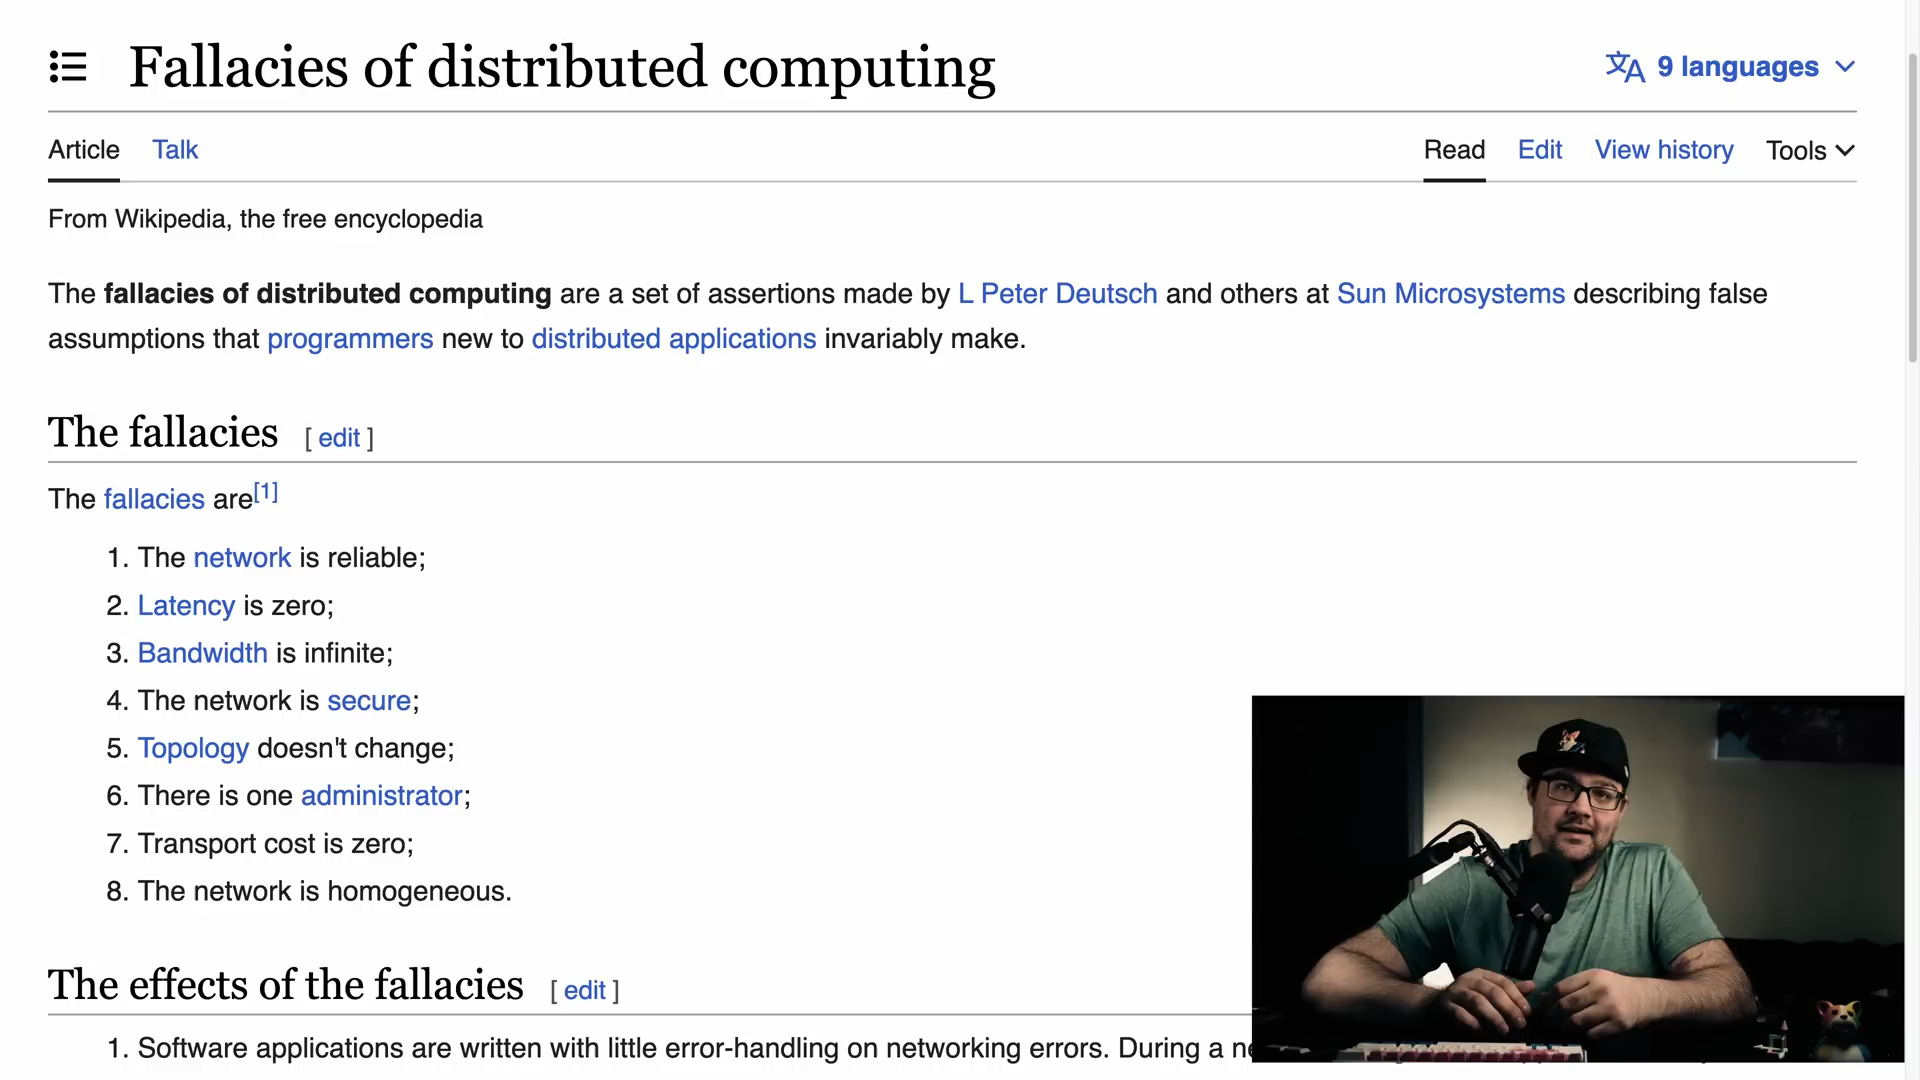 Fallacies of distributed computing
文A 9 languages
Article Talk Read Edit View history Tools
From Wikipedia, the free encyclopedia
The fallacies of distributed computing are a set of assertions made by L Peter Deutsch and others at Sun Microsystems describing false
assumptions that programmers new to distributed applications invariably make.
The fallacies [ edit ]
The fallacies are[1]
1. The network is reliable;
2. Latency is zero;
3. Bandwidth is infinite;
4. The network is secure;
5. Topology doesn't change;
6. There is one administrator;
7. Transport cost is zero;
8. The network is homogeneous.
The effects of the fallacies [ edit ]
1. Software applications are written with little error-handling on networking errors. During a